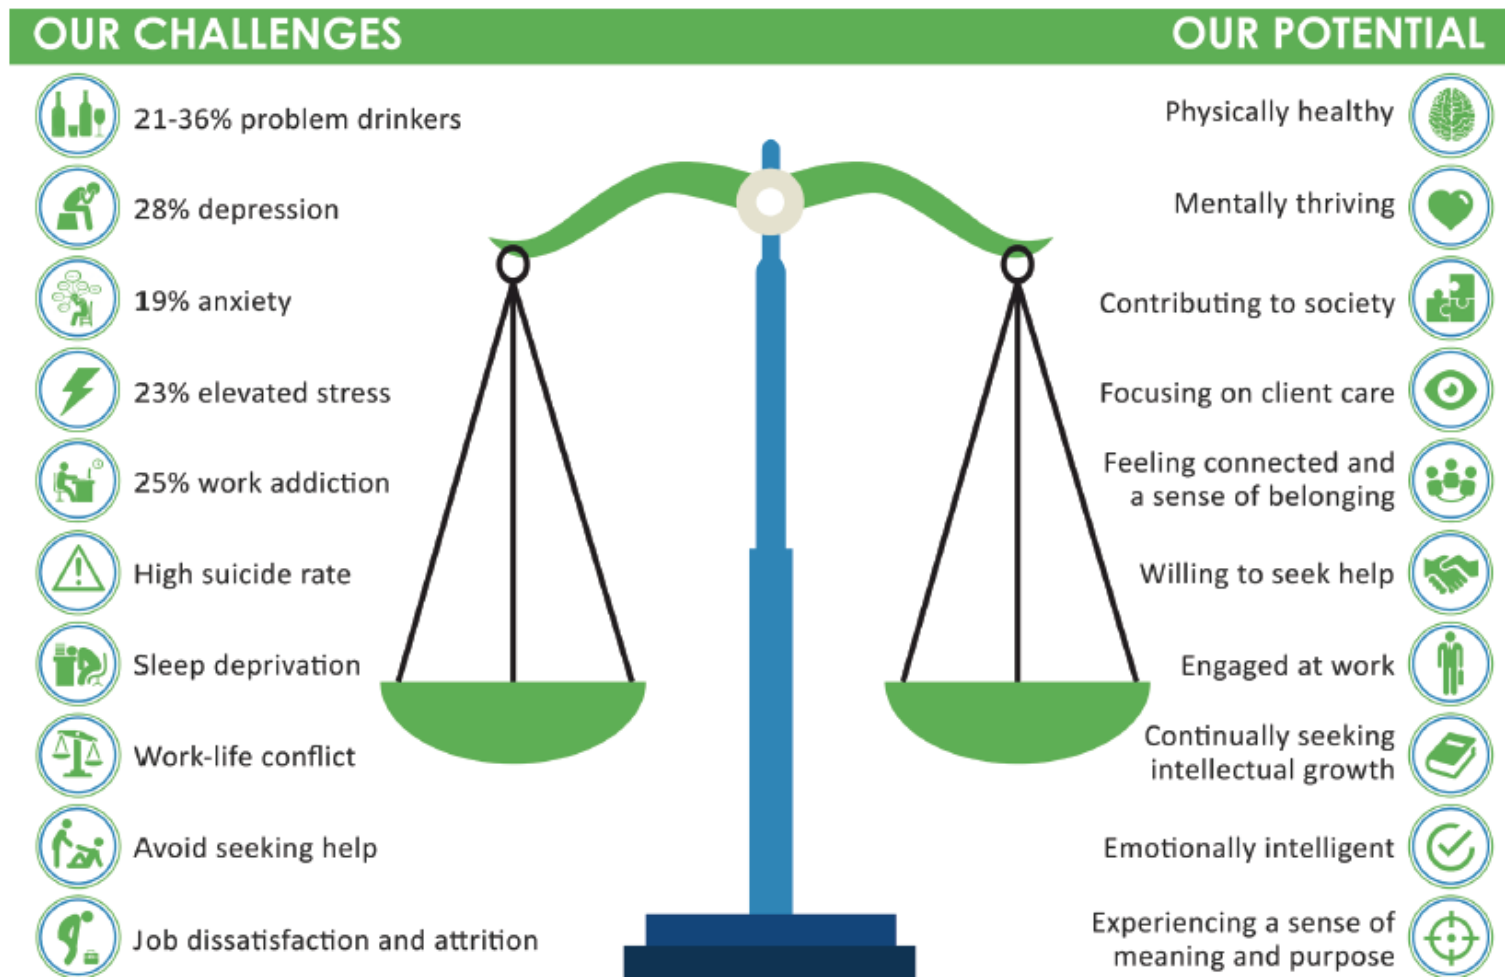 OUR CHALLENGES
21-36% problem drinkers
28% depression
19% anxiety
23% elevated stress
25% work addiction
High suicide rate
Sleep deprivation
Work-life conflict
Avoid seeking help
Job dissatisfaction and attrition
OUR POTENTIAL
Physically healthy
Mentally thriving
Contributing to society
Focusing on client care
Feeling connected and
a sense of belonging
Willing to seek help
Engaged at work
Continually seeking
intellectual growth
Emotionally intelligent
Experiencing a sense of
meaning and purpose